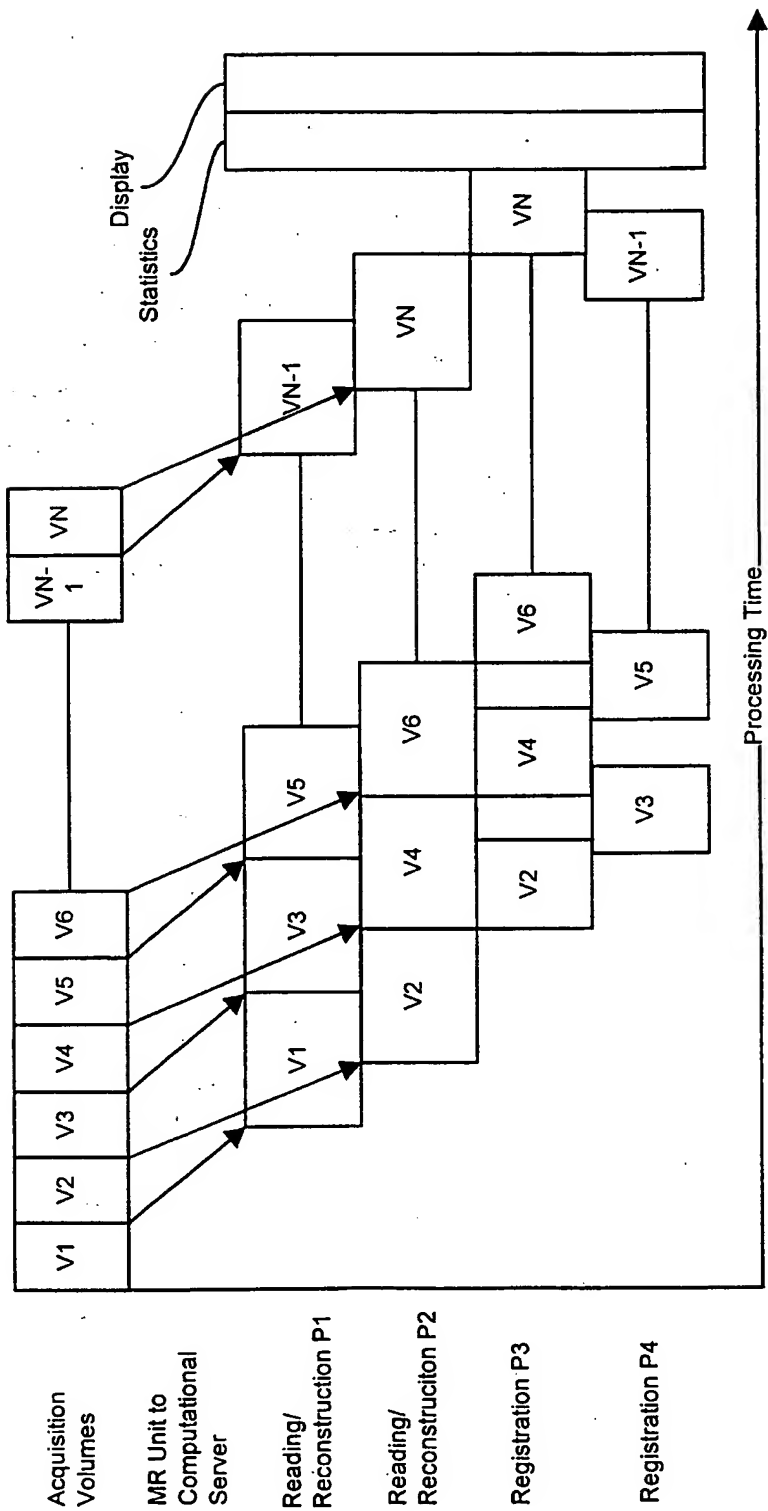 Acquisition
Volumes
V1
V2
V3
V4
V5
V6
VN-
1
VN
MR Unit to
Computational
Server
Reading/
Reconstruction P1
V1
V3
V5
VN-1
Reading/
Reconstruciton P2
V2
V4
V6
VN
Registration P3
V2
V4
V6
VN
Registration P4
V3
V5
VN-1
Statistics
Display
Processing Time